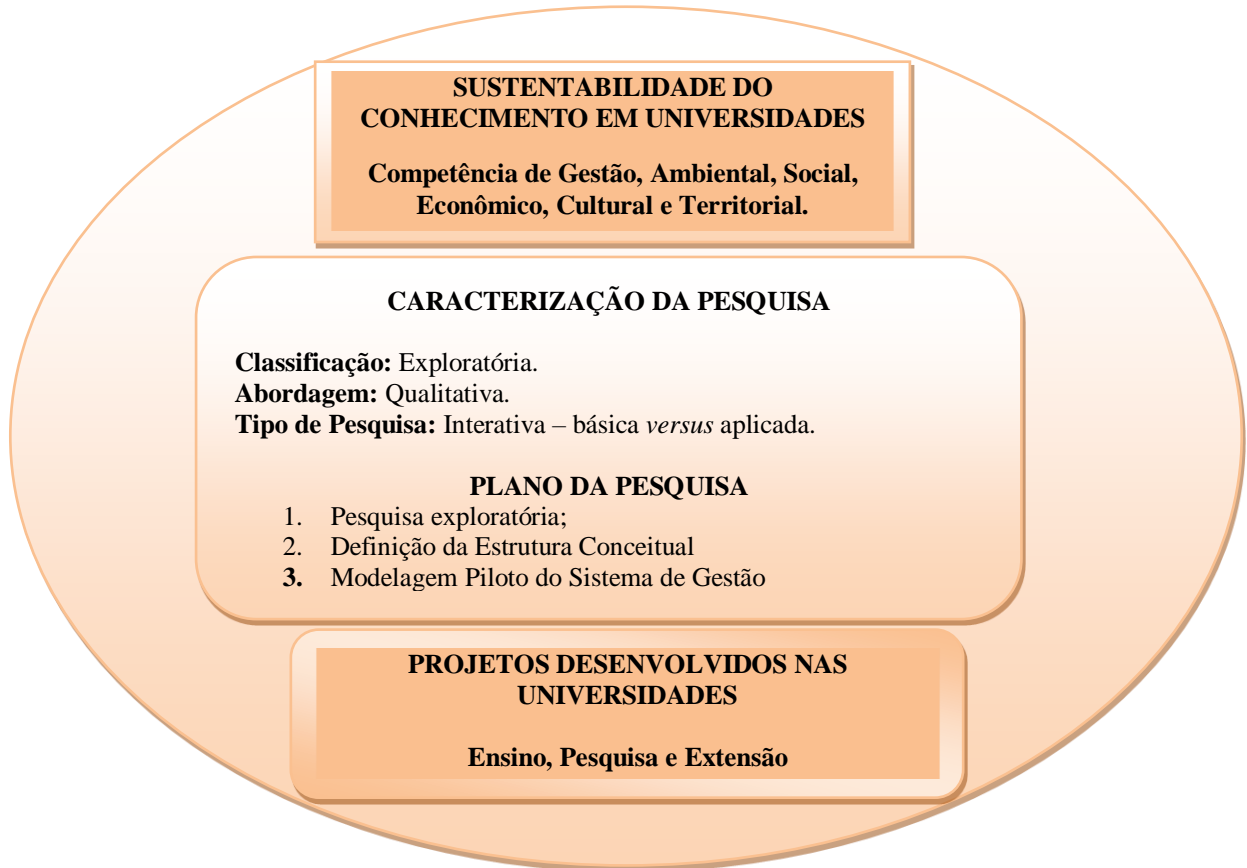 SUSTENTABILIDADE DO
CONHECIMENTO EM UNIVERSIDADES
Competência de Gestão, Ambiental, Social,
Econômico, Cultural e Territorial.
CARACTERIZAÇÃO DA PESQUISA
Classificação: Exploratória.
Abordagem: Qualitativa.
Tipo de Pesquisa: Interativa – básica versus aplicada.
PLANO DA PESQUISA
1. Pesquisa exploratória;
2. Definição da Estrutura Conceitual
3. Modelagem Piloto do Sistema de Gestão
PROJETOS DESENVOLVIDOS NAS
UNIVERSIDADES
Ensino, Pesquisa e Extensão